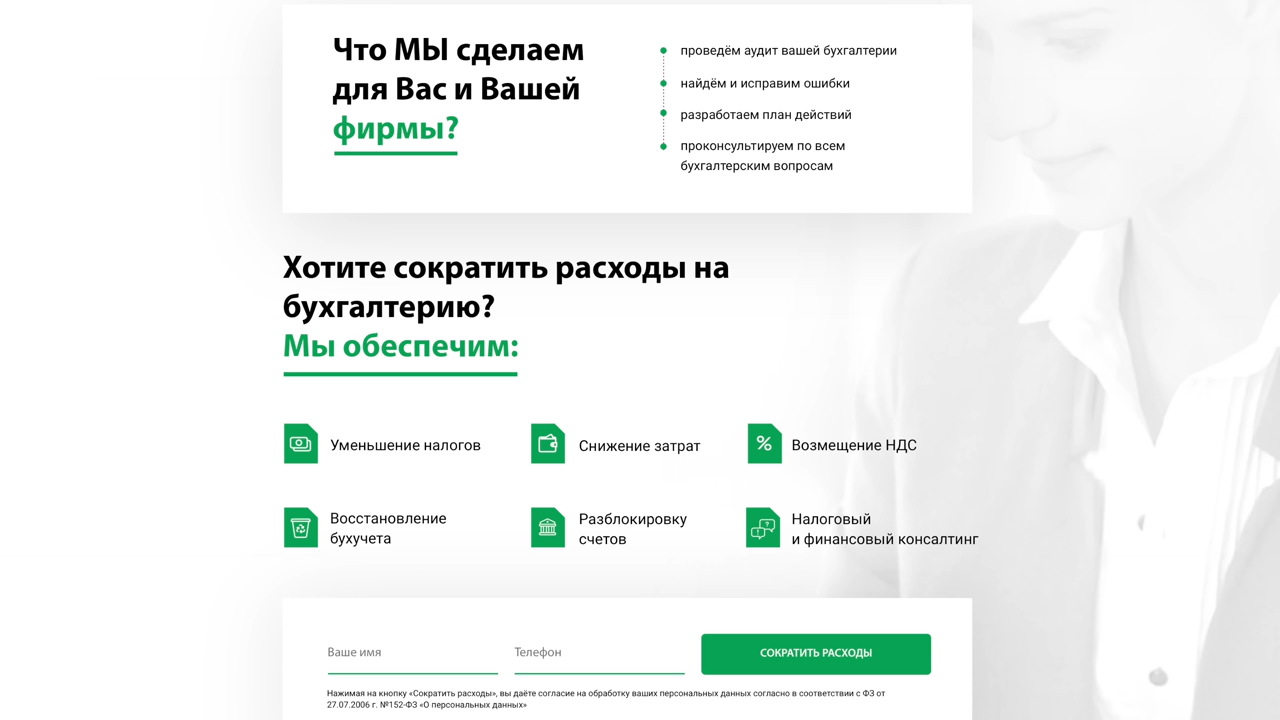 Что МЫ сделаем
для Вас и Вашей
фирмы?
проведём аудит вашей бухгалтерии
найдём и исправим ошибки
разработаем план действий
проконсультируем по всем
бухгалтерским вопросам
Хотите сократить расходы на
бухгалтерию?
Мы обеспечим:
Уменьшение налогов
Снижение затрат
Возмещение НДС
Восстановление
бухучета
Разблокировку
счетов
Налоговый
и финансовый консалтинг
Ваше имя
Телефон
СОКРАТИТЬ РАСХОДЫ
Нажимая на кнопку «Сократить расходы», вы даёте согласие на обработку ваших персональных данных согласно в соответствии с ФЗ от
27.07.2006 г. №152-ФЗ «О персональных данных»